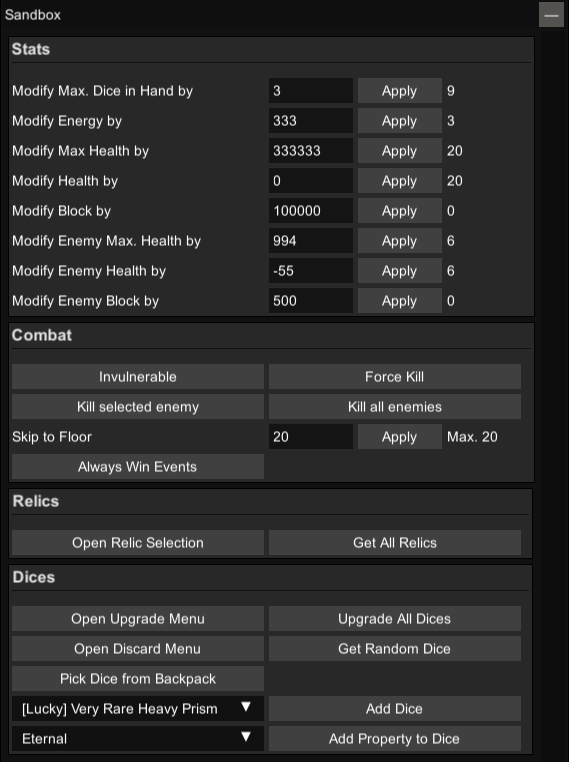 Sandbox
Stats
Modify Max. Dice in Hand by 3 Apply 9
Modify Energy by 333 Apply 3
Modify Max Health by 333333 Apply 20
Modify Health by 0 Apply 20
Modify Block by 100000 Apply 0
Modify Enemy Max. Health by 994 Apply 6
Modify Enemy Health by -55 Apply 6
Modify Enemy Block by 500 Apply 0
Combat
Invulnerable Force Kill
Kill selected enemy Kill all enemies
Skip to Floor 20 Apply Max. 20
Always Win Events
Relics
Open Relic Selection Get All Relics
Dices
Open Upgrade Menu Upgrade All Dices
Open Discard Menu Get Random Dice
Pick Dice from Backpack
[Lucky] Very Rare Heavy Prism Add Dice
Eternal Add Property to Dice